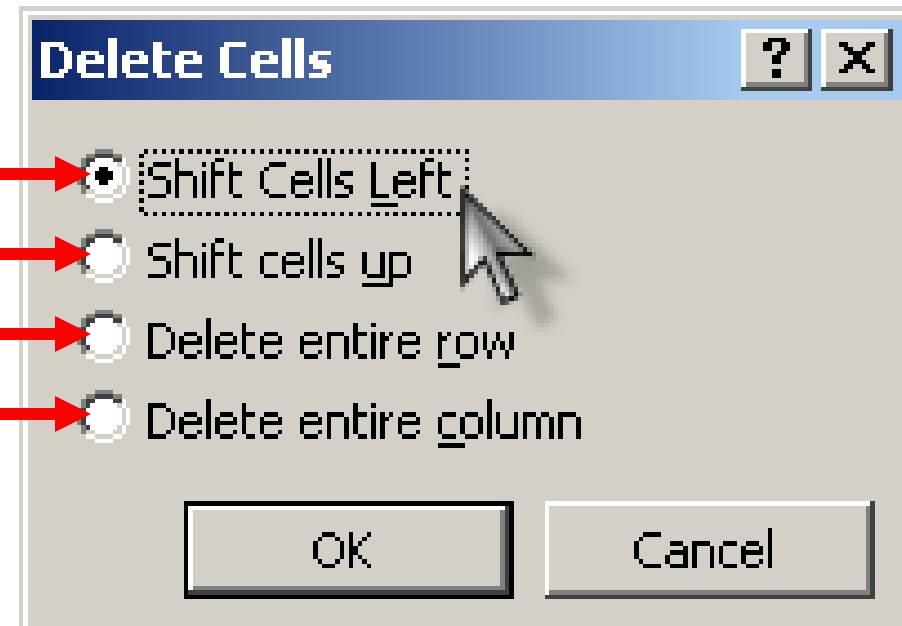 Delete Cells ? X
Shift Cells Left
Shift cells up
Delete entire row
Delete entire column
OK Cancel